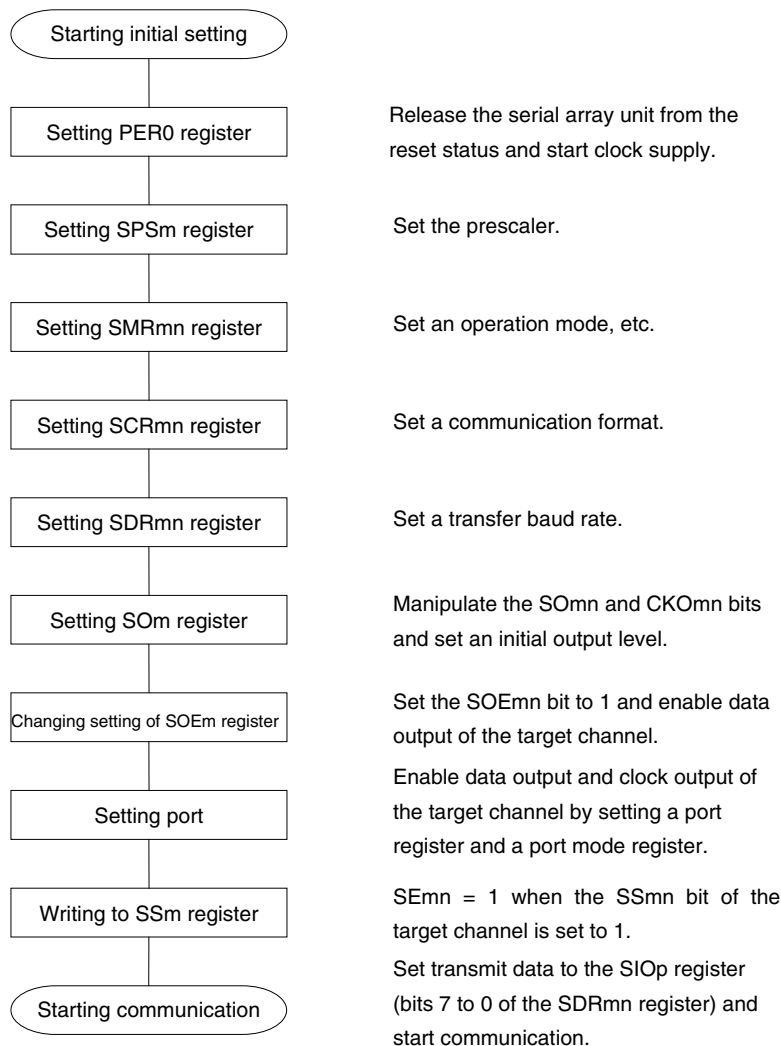 Starting initial setting
Setting PER0 register
Release the serial array unit from the
reset status and start clock supply.
Setting SPSm register
Set the prescaler.
Setting SMRmn register
Set an operation mode, etc.
Setting SCRmn register
Set a communication format.
Setting SDRmn register
Set a transfer baud rate.
Setting SOm register
Manipulate the SOmn and CKOmn bits
and set an initial output level.
Changing setting of SOEm register
Set the SOEmn bit to 1 and enable data
output of the target channel.
Setting port
Enable data output and clock output of
the target channel by setting a port
register and a port mode register.
Writing to SSm register
SEmn = 1 when the SSmn bit of the
target channel is set to 1.
Starting communication
Set transmit data to the SIOp register
(bits 7 to 0 of the SDRmn register) and
start communication.